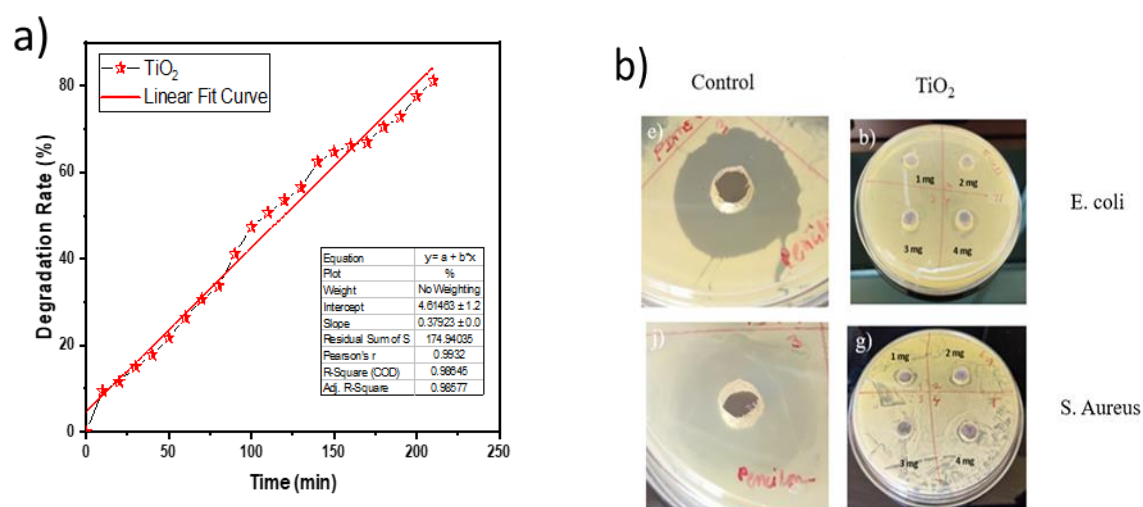 a)
TiO2
Linear Fit Curve
Degradation Rate (%)
80
60
40
20
0
0 50 100 150 200 250
Time (min)
Equation y = a + b*x
Plot %
Weight No Weighting
Intercept 4.61463 ± 1.2
Slope 0.37923 ± 0.0
Residual Sum of S 174.94035
Pearson's r 0.9932
R-Square (COD) 0.98645
Adj. R-Square 0.98577
b)
Control TiO2
e)
b)
1 mg 2 mg
3 mg 4 mg
E. coli
j)
Pencilon
g)
1 mg 2 mg
3 mg 4 mg
S. Aureus